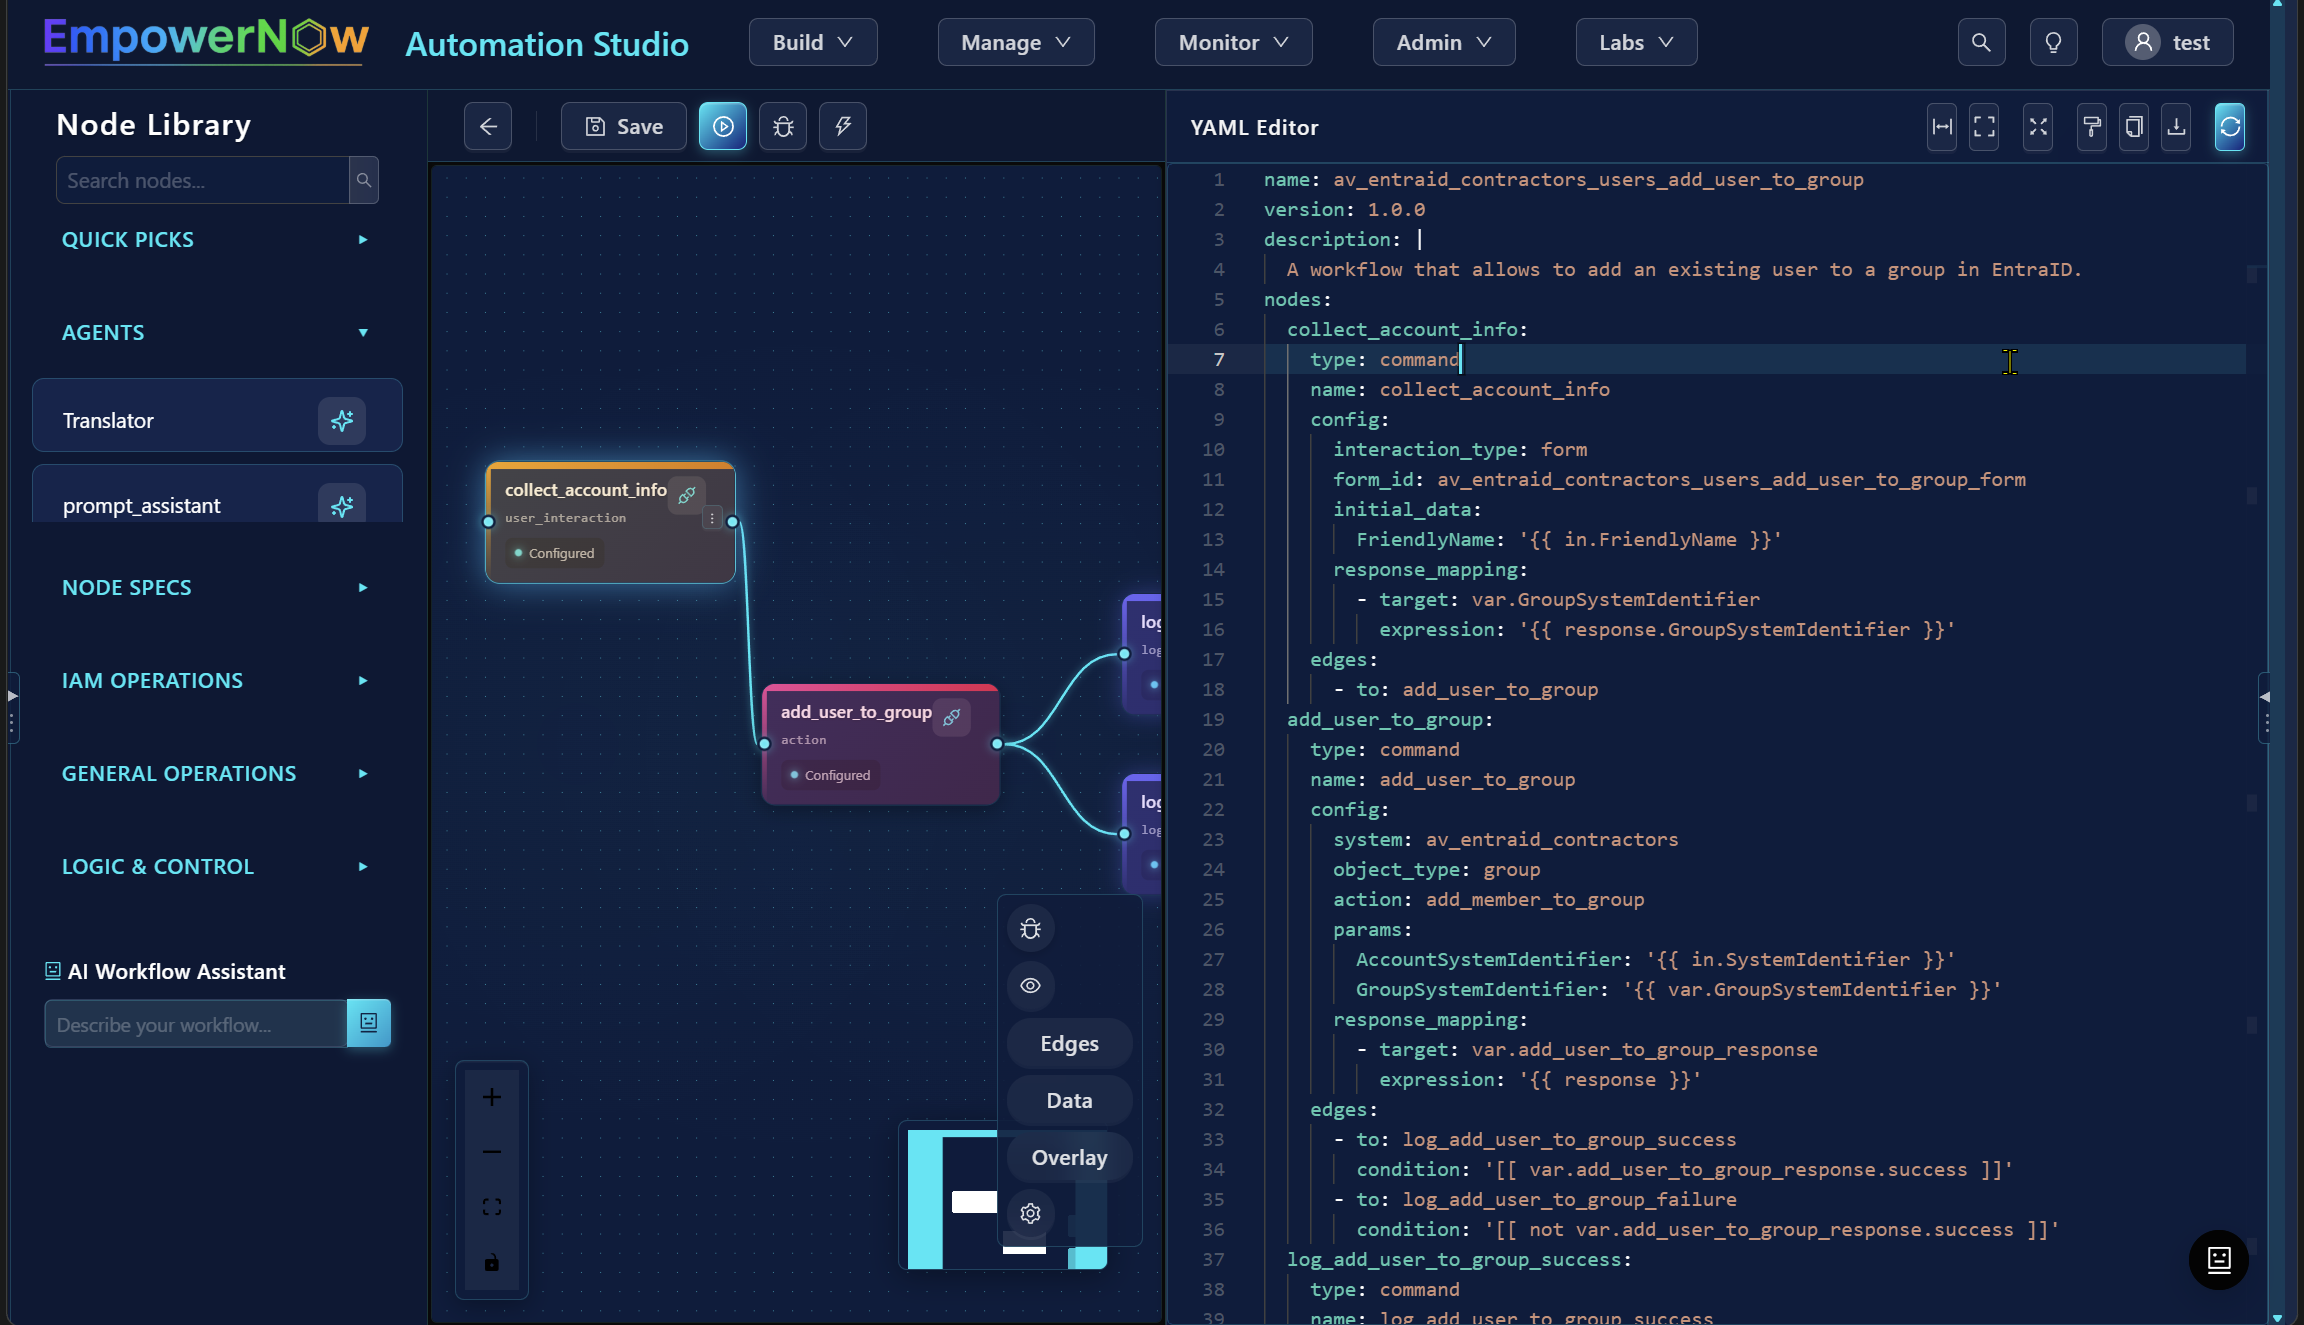 EmpowerNow
Automation Studio
Build
Manage
Monitor
Admin
Labs
test
Node Library
Search nodes...
QUICK PICKS
AGENTS
Translator
prompt_assistant
NODE SPECS
IAM OPERATIONS
GENERAL OPERATIONS
LOGIC & CONTROL
AI Workflow Assistant
Describe your workflow...
Save
collect_account_info
user_interaction
Configured
add_user_to_group
action
Configured
Edges
Data
Overlay
YAML Editor
1 name: av_entraid_contractors_users_add_user_to_group
2 version: 1.0.0
3 description: |
4 A workflow that allows to add an existing user to a group in EntraID.
5 nodes:
6 collect_account_info:
7 type: command
8 name: collect_account_info
9 config:
10 interaction_type: form
11 form_id: av_entraid_contractors_users_add_user_to_group_form
12 initial_data:
13 FriendlyName: '{{ in.FriendlyName }}'
14 response_mapping:
15 - target: var.GroupSystemIdentifier
16 expression: '{{ response.GroupSystemIdentifier }}'
17 edges:
18 - to: add_user_to_group
19 add_user_to_group:
20 type: command
21 name: add_user_to_group
22 config:
23 system: av_entraid_contractors
24 object_type: group
25 action: add_member_to_group
26 params:
27 AccountSystemIdentifier: '{{ in.SystemIdentifier }}'
28 GroupSystemIdentifier: '{{ var.GroupSystemIdentifier }}'
29 response_mapping:
30 - target: var.add_user_to_group_response
31 expression: '{{ response }}'
32 edges:
33 - to: log_add_user_to_group_success
34 condition: '[[ var.add_user_to_group_response.success ]]'
35 - to: log_add_user_to_group_failure
36 condition: '[[ not var.add_user_to_group_response.success ]]'
37 log_add_user_to_group_success:
38 type: command
39 name: log_add_user_to_group_success